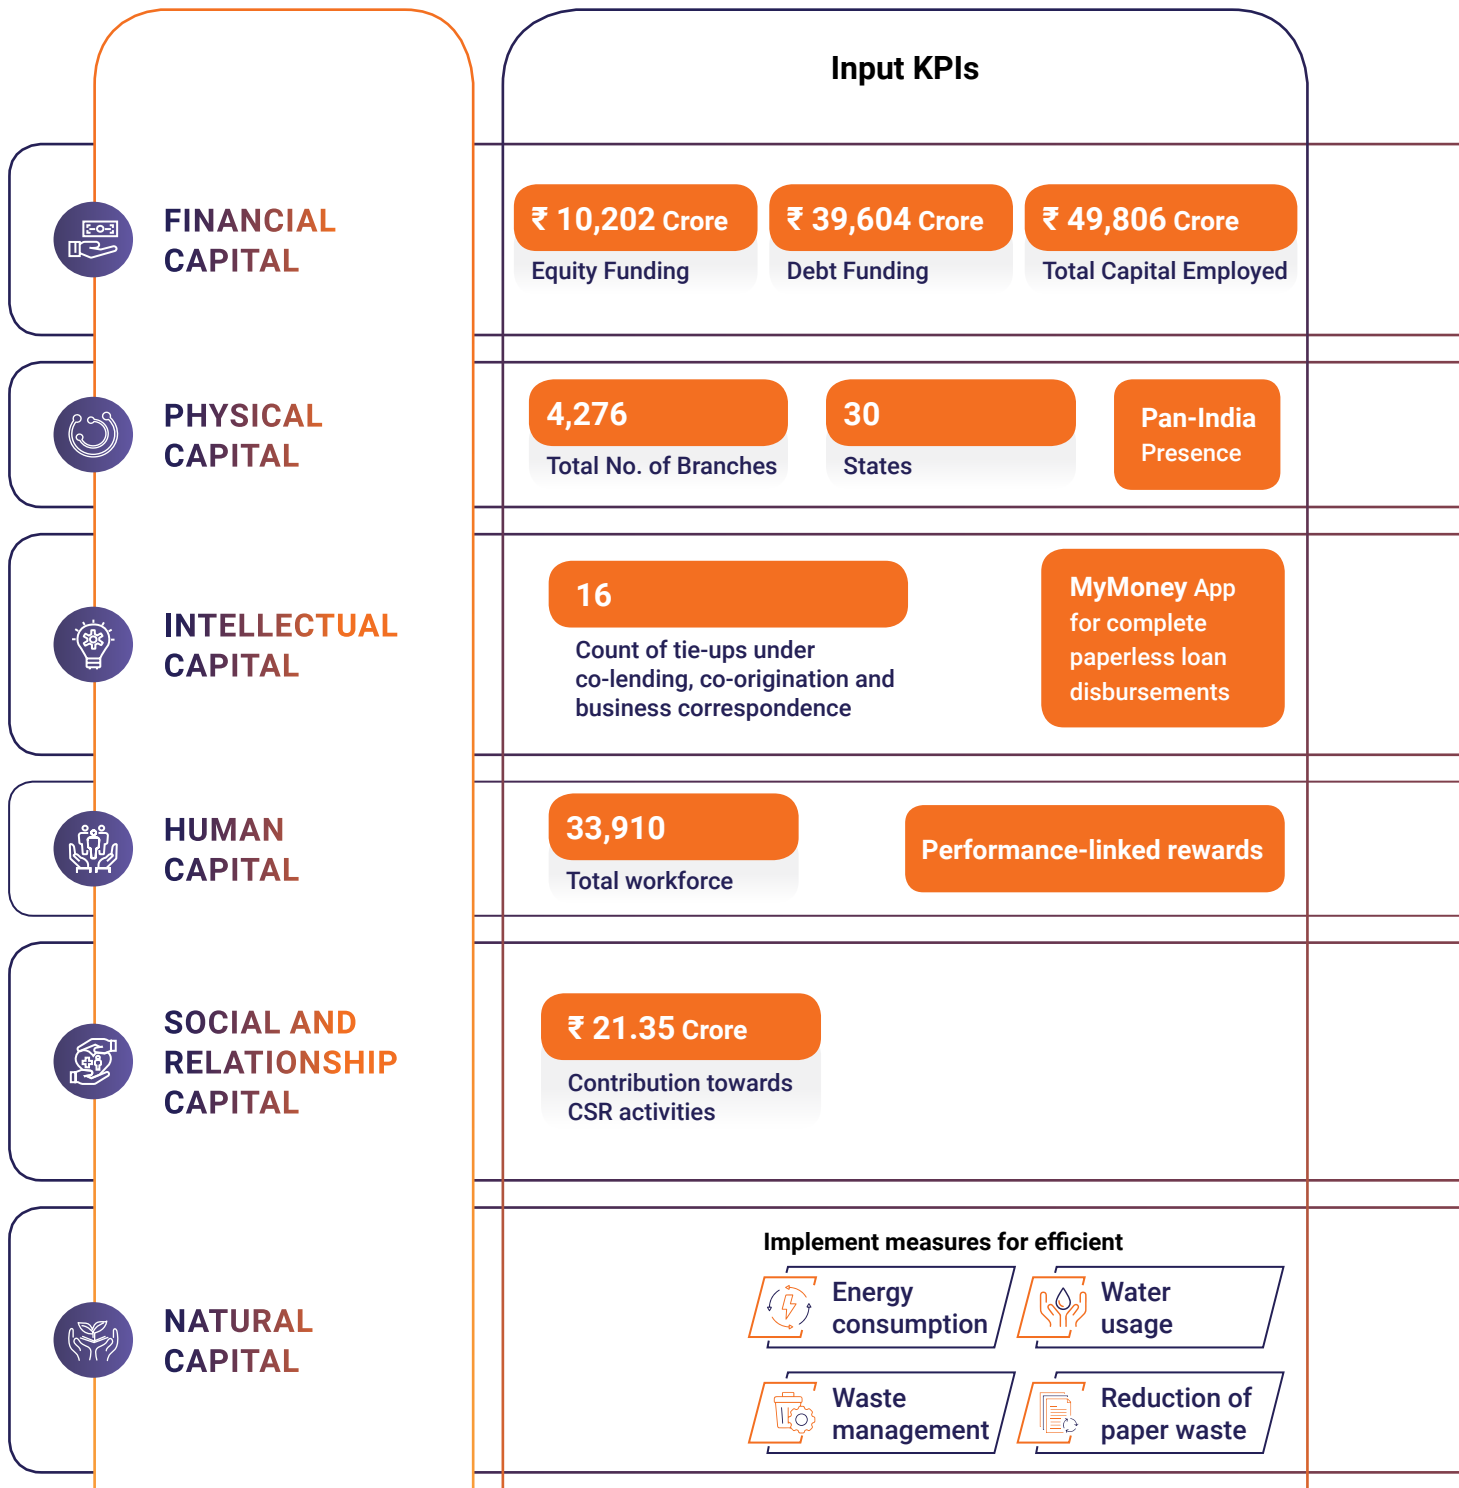 Input KPIs
FINANCIAL
CAPITAL
₹ 10,202 Crore
Equity Funding
₹ 39,604 Crore
Debt Funding
₹ 49,806 Crore
Total Capital Employed
PHYSICAL
CAPITAL
4,276
Total No. of Branches
30
States
Pan-India
Presence
INTELLECTUAL
CAPITAL
16
Count of tie-ups under
co-lending, co-origination and
business correspondence
MyMoney App
for complete
paperless loan
disbursements
HUMAN
CAPITAL
33,910
Total workforce
Performance-linked rewards
SOCIAL AND
RELATIONSHIP
CAPITAL
₹ 21.35 Crore
Contribution towards
CSR activities
NATURAL
CAPITAL
Implement measures for efficient
Energy
consumption
Water
usage
Waste
management
Reduction of
paper waste